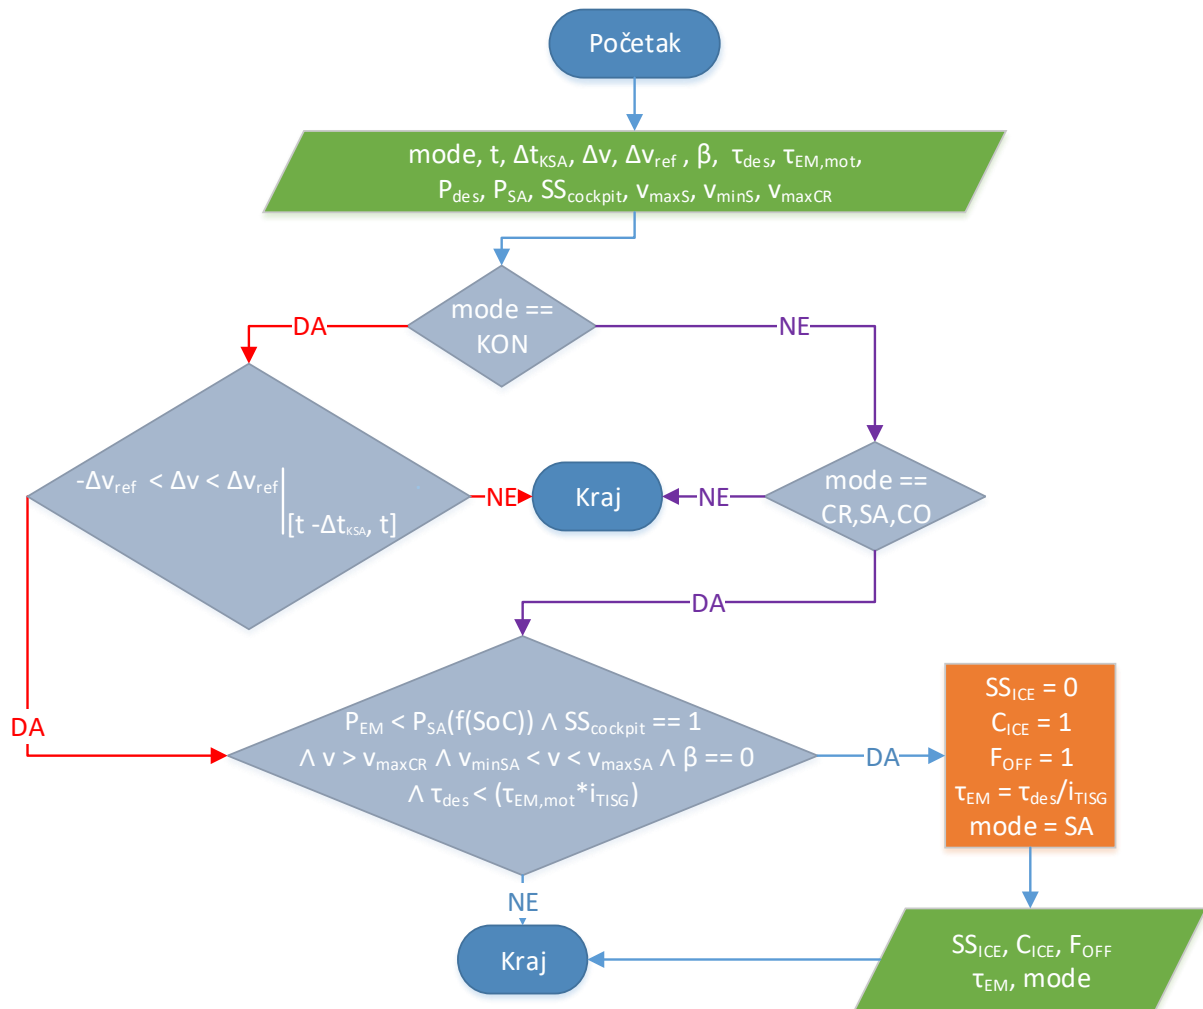 Početak
mode, t, Δt_KSA, Δv, Δv_ref , β, τ_des, τ_EM,mot,
P_des, P_SA, SS_cockpit, v_maxS, v_minS, v_maxCR
mode ==
KON
DA
NE
-Δv_ref < Δv < Δv_ref|
[t -Δt_KSA, t]
NE
Kraj
NE
mode ==
CR,SA,CO
DA
DA
P_EM < P_SA(f(SoC)) ∧ SS_cockpit == 1
∧ v > v_maxCR ∧ v_minSA < v < v_maxSA ∧ β == 0
∧ τ_des < (τ_EM,mot*i_TISG)
DA
SS_ICE = 0
C_ICE = 1
F_OFF = 1
τ_EM = τ_des/i_TISG
mode = SA
NE
Kraj
SS_ICE, C_ICE, F_OFF
τ_EM, mode